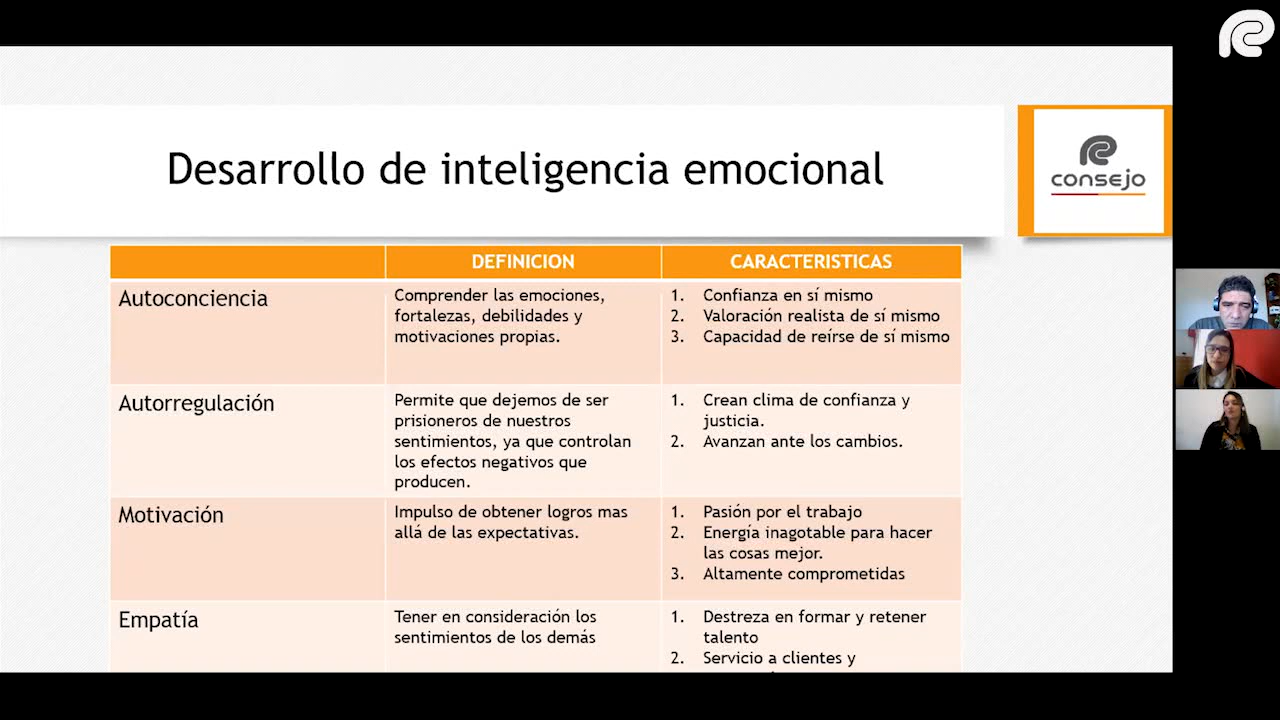 Desarrollo de inteligencia emocional
consejo
DEFINICION
CARACTERISTICAS
Autoconciencia
Comprender las emociones,
fortalezas, debilidades y
motivaciones propias.
1. Confianza en sí mismo
2. Valoración realista de sí mismo
3. Capacidad de reírse de sí mismo
Autorregulación
Permite que dejemos de ser
prisioneros de nuestros
sentimientos, ya que controlan
los efectos negativos que
producen.
1. Crean clima de confianza y
justicia.
2. Avanzan ante los cambios.
Motivación
Impulso de obtener logros mas
allá de las expectativas.
1. Pasión por el trabajo
2. Energía inagotable para hacer
las cosas mejor.
3. Altamente comprometidas
Empatía
Tener en consideración los
sentimientos de los demás
1. Destreza en formar y retener
talento
2. Servicio a clientes y